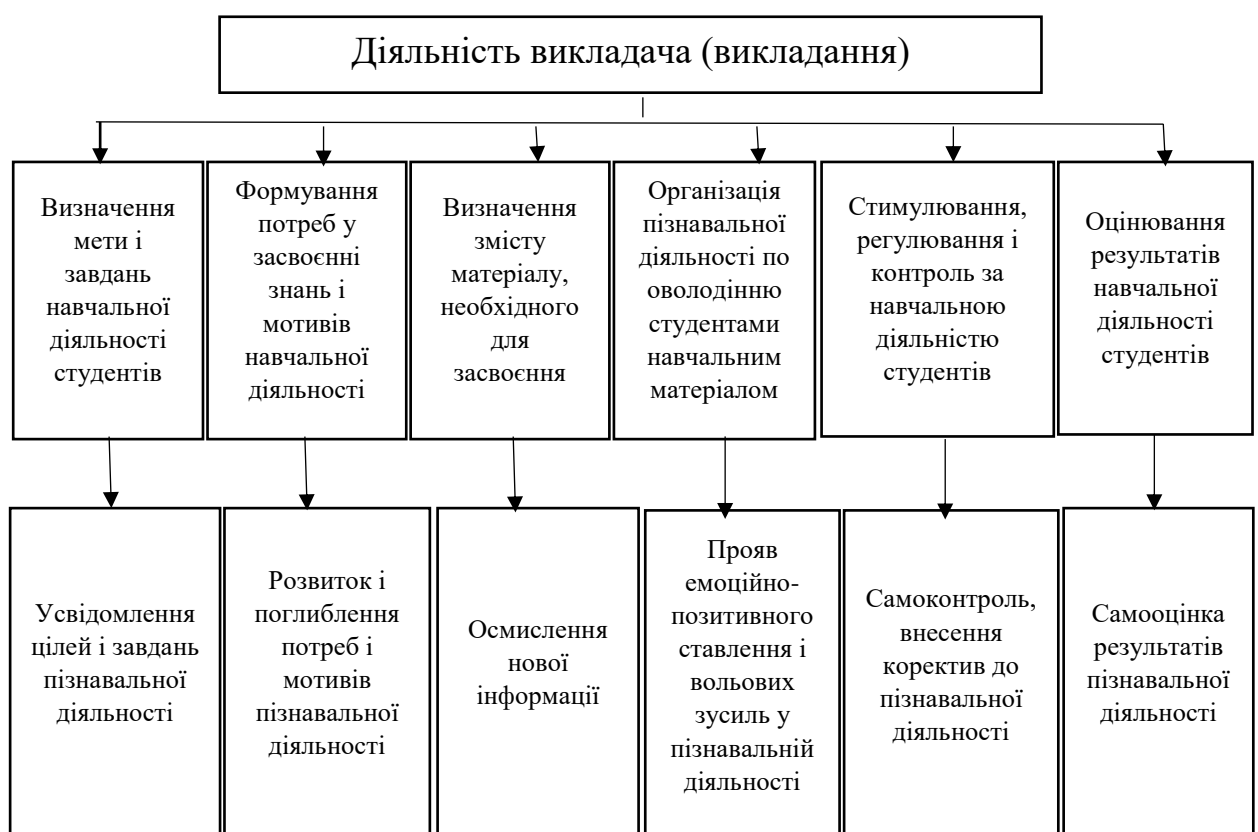 Діяльність викладача (викладання)
Визначення
мети і
завдань
навчальної
діяльності
студентів
Формування
потреб у
засвоєнні
знань і
мотивів
навчальної
діяльності
Визначення
змісту
матеріалу,
необхідного
для
засвоєння
Організація
пізнавальної
діяльності по
оволодінню
студентами
навчальним
матеріалом
Стимулювання,
регулювання і
контроль за
навчальною
діяльністю
студентів
Оцінювання
результатів
навчальної
діяльності
студентів
Усвідомлення
цілей і завдань
пізнавальної
діяльності
Розвиток і
поглиблення
потреб і
мотивів
пізнавальної
діяльності
Осмислення
нової
інформації
Прояв
емоційно-
позитивного
ставлення і
вольових
зусиль у
пізнавальній
діяльності
Самоконтроль,
внесення
коректив до
пізнавальної
діяльності
Самооцінка
результатів
пізнавальної
діяльності